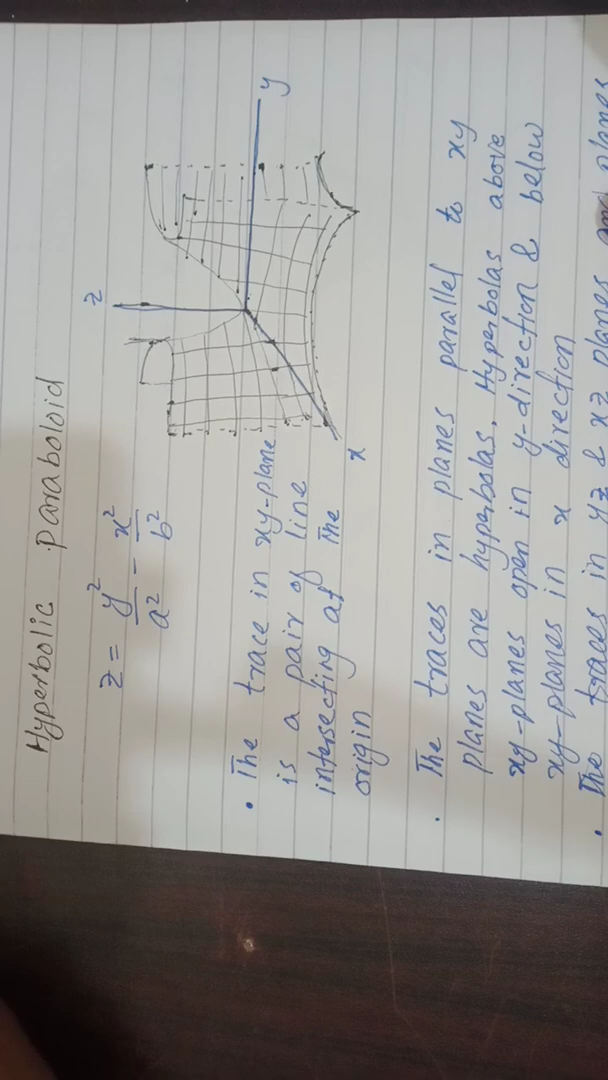 Hyperbolic paraboloid
z = y²/a² - x²/b²
z
y
x
• The trace in xy-plane
is a pair of line
intersecting at the
origin
• The traces in planes parallel to xy
planes are hyperbolas. Hyperbolas above
xy-planes open in y-direction & below
xy-planes in x direction
• The traces in yz & xz planes planes